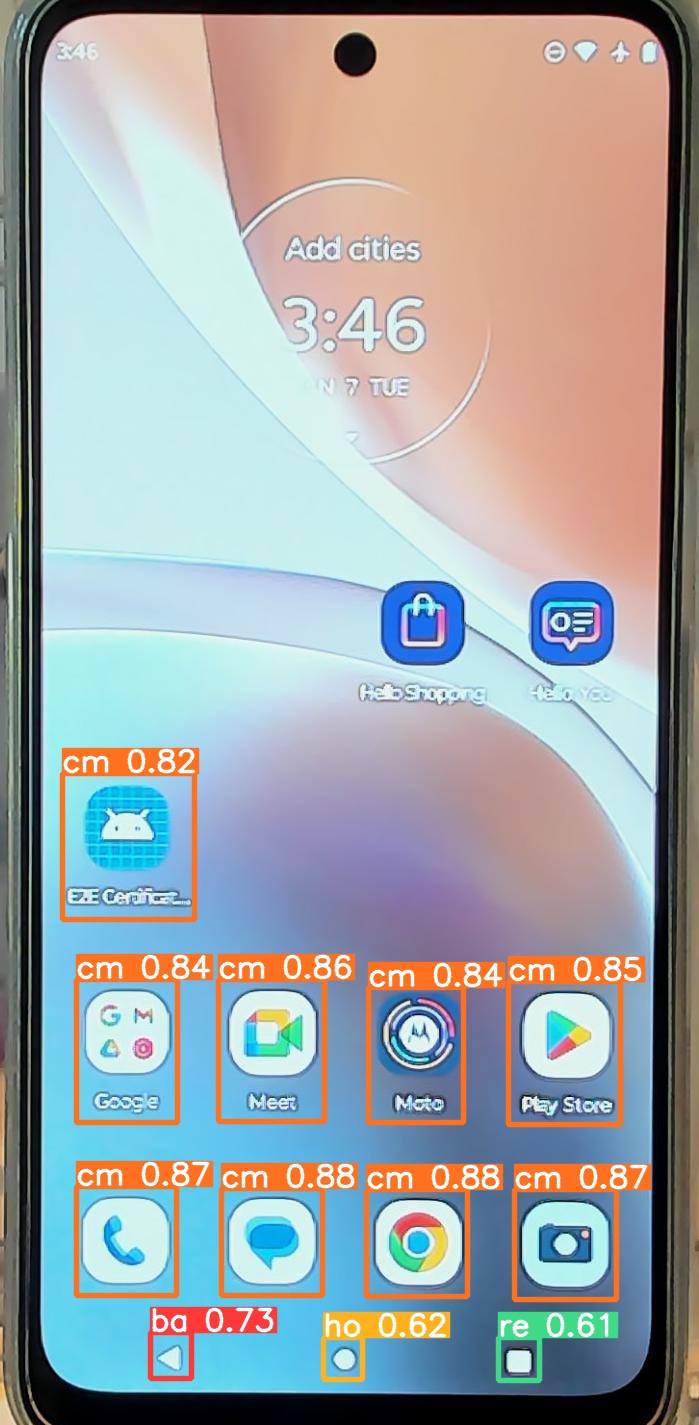 3:46
Add cities
3:46
N 7 TUE
Hello Shopping
Hello You
cm 0.82
E2E Certificat...
cm 0.84 cm 0.86 cm 0.84 cm 0.85
G M
Google Meet Moto Play Store
cm 0.87 cm 0.88 cm 0.88 cm 0.87
ba 0.73 ho 0.62 re 0.61